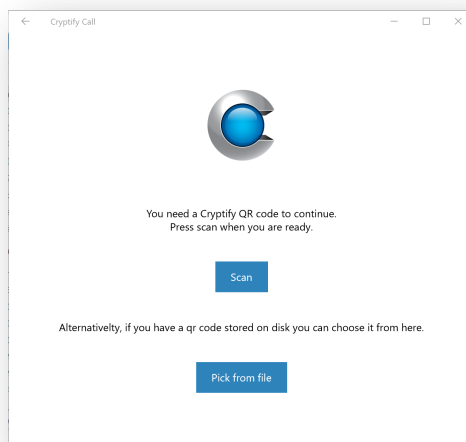 Cryptify Call
You need a Cryptify QR code to continue.
Press scan when you are ready.
Scan
Alternativelty, if you have a qr code stored on disk you can choose it from here.
Pick from file